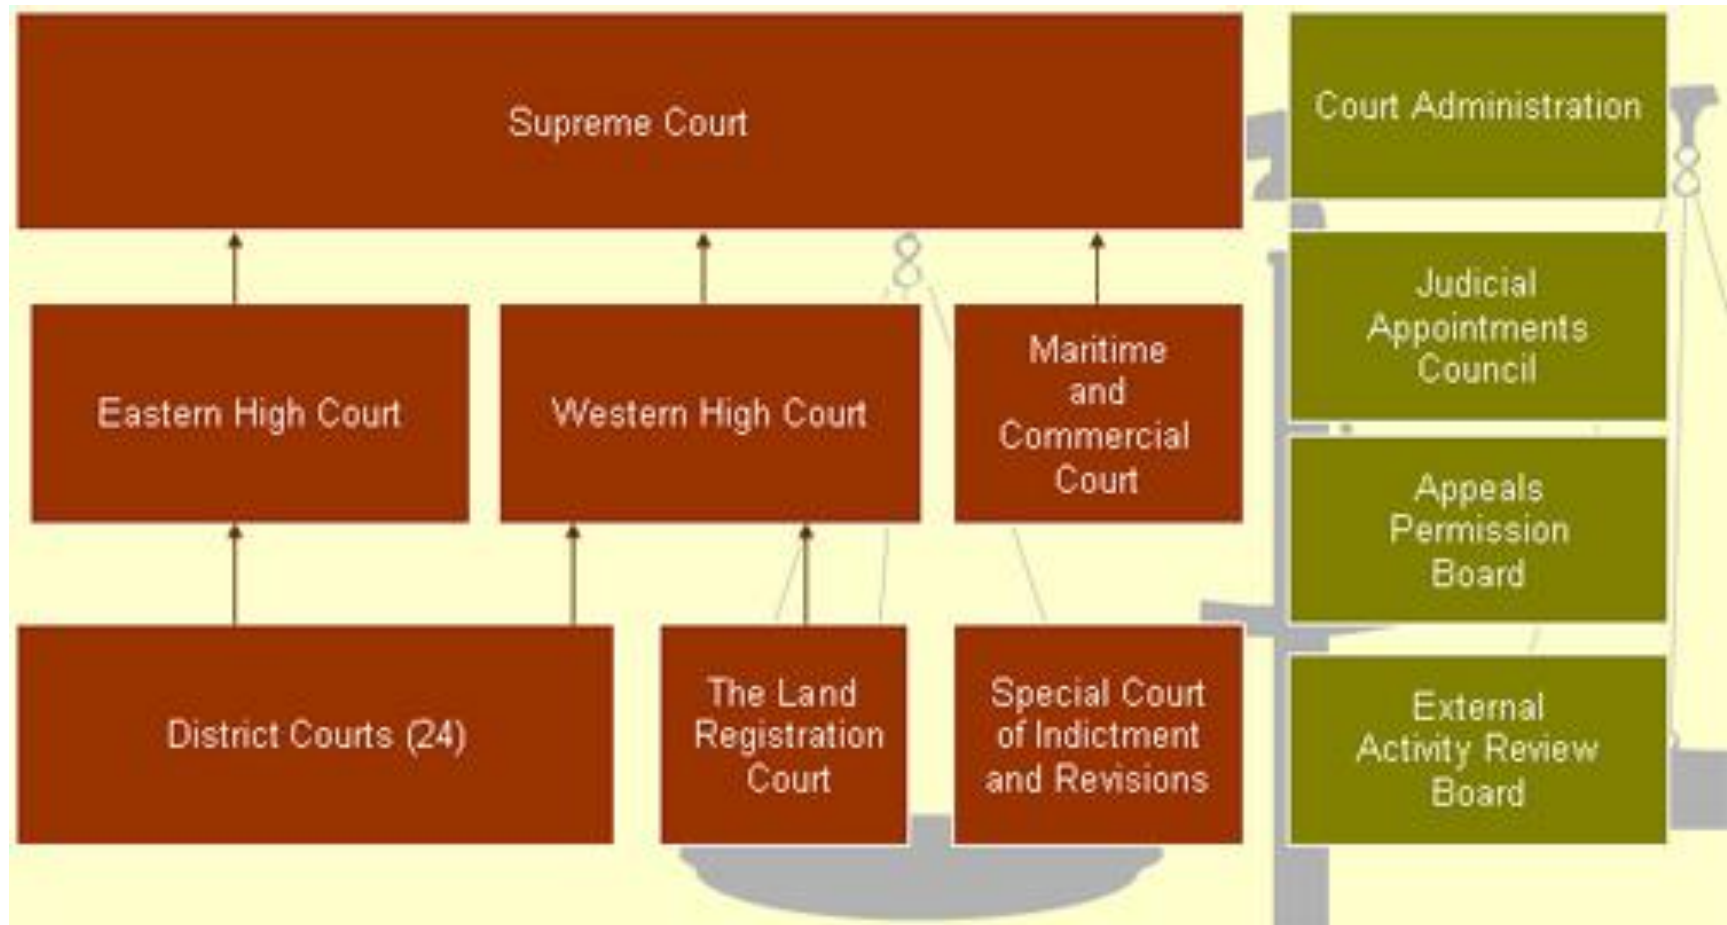 Supreme Court
Court Administration
Judicial
Appointments
Council
Eastern High Court
Western High Court
Maritime
and
Commercial
Court
Appeals
Permission
Board
District Courts (24)
The Land
Registration
Court
Special Court
of Indictment
and Revisions
External
Activity Review
Board